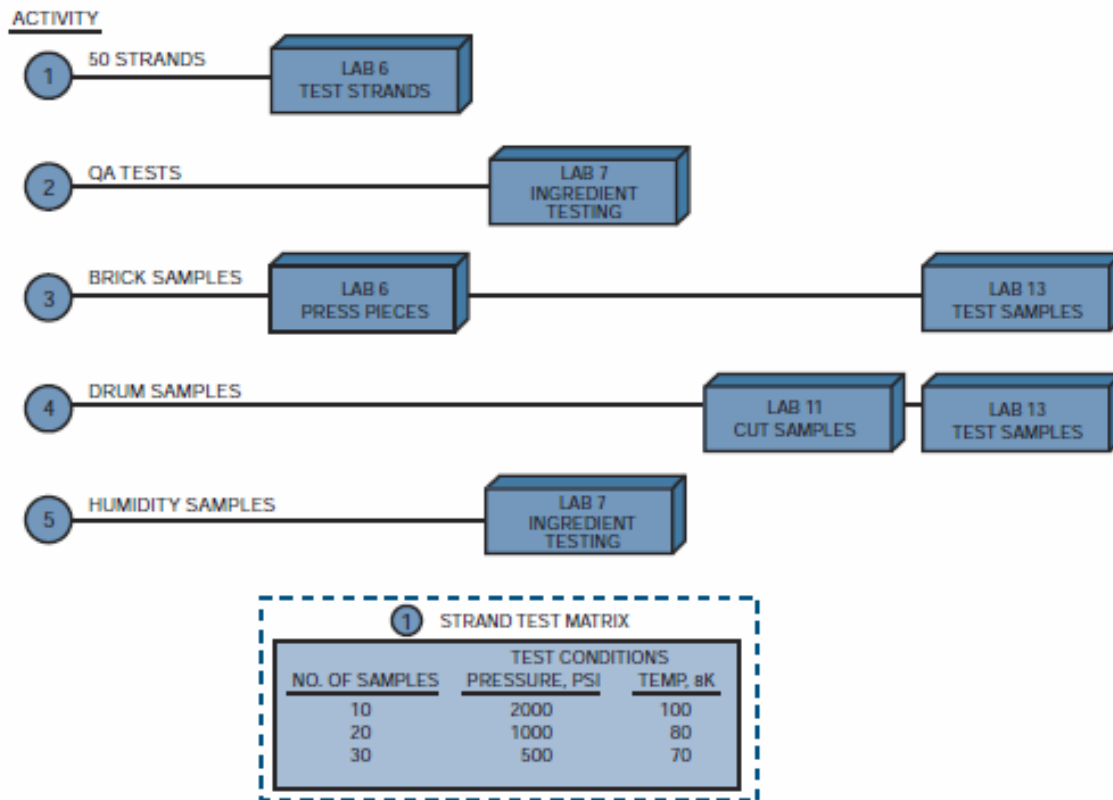 ACTIVITY
1 50 STRANDS
LAB 6
TEST STRANDS
2 QA TESTS
LAB 7
INGREDIENT
TESTING
3 BRICK SAMPLES
LAB 6
PRESS PIECES
LAB 13
TEST SAMPLES
4 DRUM SAMPLES
LAB 11
CUT SAMPLES
LAB 13
TEST SAMPLES
5 HUMIDITY SAMPLES
LAB 7
INGREDIENT
TESTING
1 STRAND TEST MATRIX
TEST CONDITIONS
NO. OF SAMPLES PRESSURE, PSI TEMP, 8K
10 2000 100
20 1000 80
30 500 70